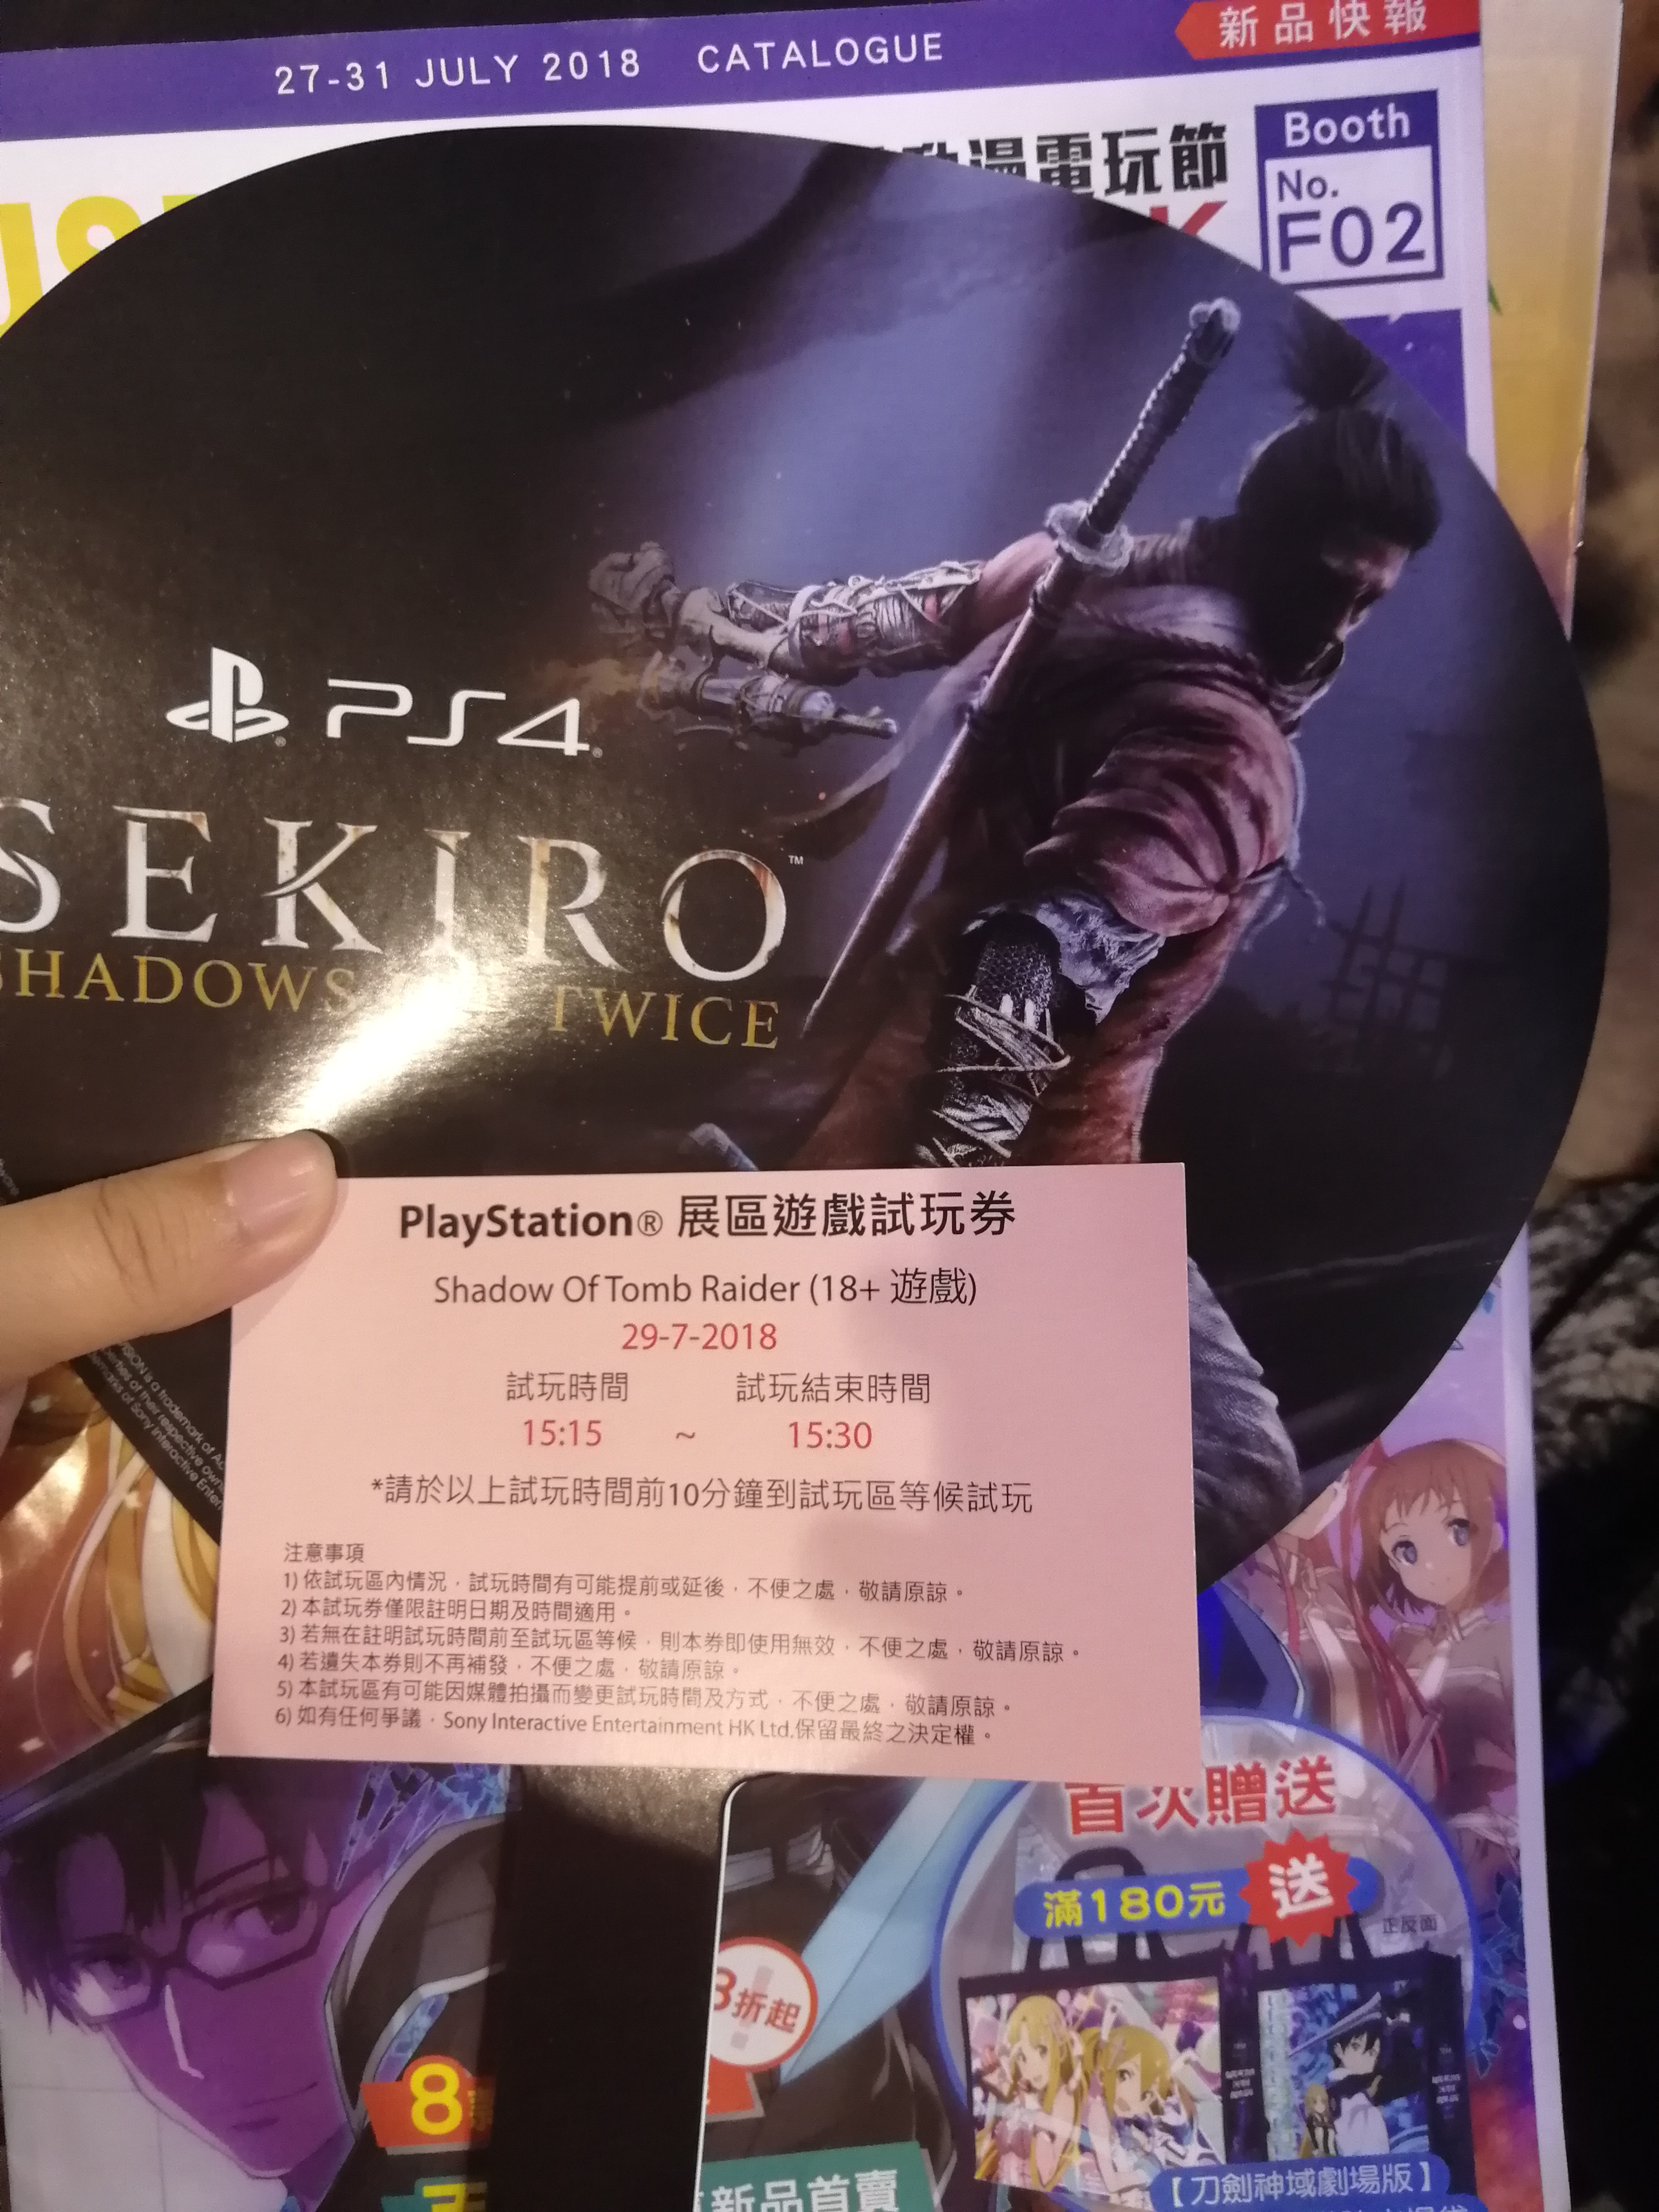 27-31 JULY 2018 CATALOGUE
新品快報
電玩節
Booth
No.
F02
PS4
SEKIRO™
SHADOWS TWICE
PlayStation® 展區遊戲試玩券
Shadow Of Tomb Raider (18+ 遊戲)
29-7-2018
試玩時間 試玩結束時間
15:15 ~ 15:30
*請於以上試玩時間前10分鐘到試玩區等候試玩
注意事項
1) 依試玩區內情況，試玩時間有可能提前或延後，不便之處，敬請原諒。
2) 本試玩券僅限註明日期及時間適用。
3) 若無在註明試玩時間前至試玩區等候，則本券即使用無效，不便之處，敬請原諒。
4) 若遺失本券則不再補發，不便之處，敬請原諒。
5) 本試玩區有可能因媒體拍攝而變更試玩時間及方式，不便之處，敬請原諒。
6) 如有任何爭議，Sony Interactive Entertainment HK Ltd.保留最終之決定權。
首次贈送
滿180元 送
正反面
3折起
8
【刀劍神域劇場版】
新品首賣